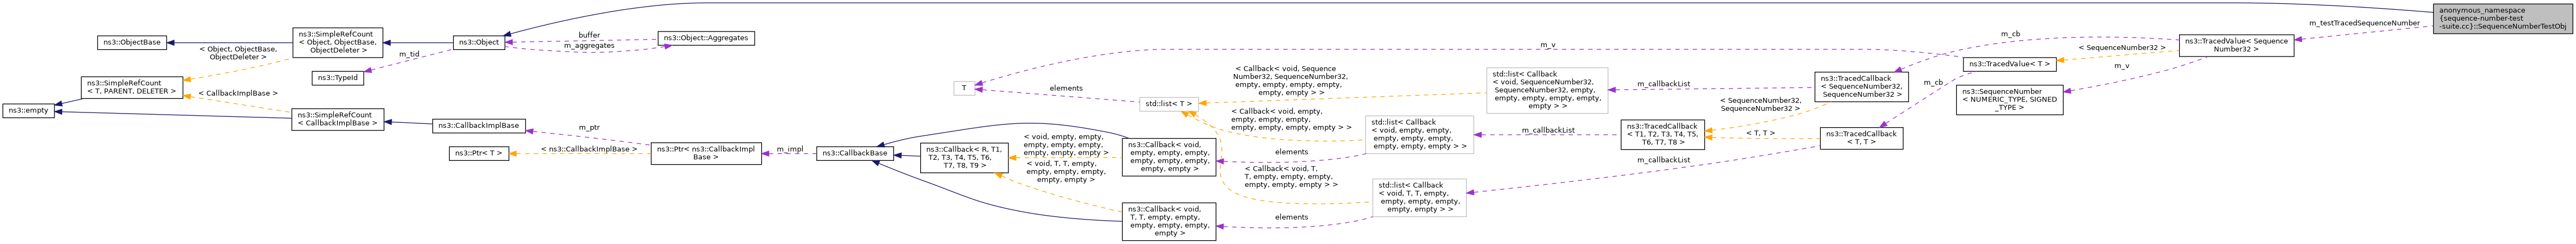 anonymous_namespace
{sequence-number-test
-suite.cc}::SequenceNumberTestObj
m_testTracedSequenceNumber
ns3::TracedValue< Sequence
Number32 >
m_cb
< SequenceNumber32 >
m_v
ns3::TracedValue< T >
ns3::SequenceNumber
< NUMERIC_TYPE, SIGNED
_TYPE >
m_v
m_cb
ns3::TracedCallback
< SequenceNumber32,
SequenceNumber32 >
ns3::TracedCallback
< T, T >
< SequenceNumber32,
SequenceNumber32 >
< T, T >
ns3::TracedCallback
< T1, T2, T3, T4, T5,
T6, T7, T8 >
m_callbackList
m_callbackList
m_callbackList
std::list< Callback
< void, SequenceNumber32,
SequenceNumber32, empty,
empty, empty, empty, empty,
empty > >
std::list< Callback
< void, empty, empty,
empty, empty, empty,
empty, empty, empty > >
std::list< Callback
< void, T, T, empty,
empty, empty, empty,
empty, empty > >
< Callback< void, Sequence
Number32, SequenceNumber32,
empty, empty, empty, empty,
empty, empty > >
< Callback< void, empty,
empty, empty, empty,
empty, empty, empty, empty > >
elements
< Callback< void, T,
T, empty, empty, empty,
empty, empty, empty > >
elements
std::list< T >
elements
T
ns3::Callback< void,
empty, empty, empty,
empty, empty, empty,
empty, empty >
ns3::Callback< void,
T, T, empty, empty,
empty, empty, empty,
empty >
< void, empty, empty,
empty, empty, empty,
empty, empty, empty >
< void, T, T, empty,
empty, empty, empty,
empty, empty >
ns3::Callback< R, T1,
T2, T3, T4, T5, T6,
T7, T8, T9 >
ns3::CallbackBase
m_impl
ns3::Ptr< ns3::CallbackImpl
Base >
m_ptr
< ns3::CallbackImplBase >
ns3::CallbackImplBase
ns3::Ptr< T >
ns3::Object::Aggregates
buffer
m_aggregates
ns3::Object
m_tid
ns3::TypeId
ns3::SimpleRefCount
< Object, ObjectBase,
ObjectDeleter >
ns3::SimpleRefCount
< CallbackImplBase >
< Object, ObjectBase,
ObjectDeleter >
< CallbackImplBase >
ns3::ObjectBase
ns3::SimpleRefCount
< T, PARENT, DELETER >
ns3::empty